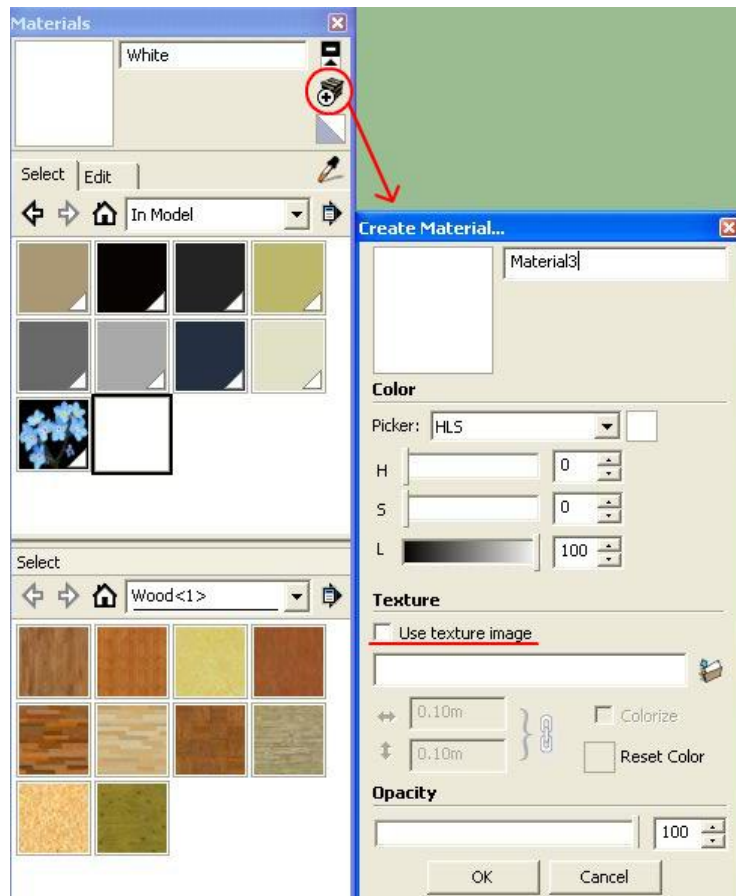 Materials
White
Select
Edit
In Model
Select
Wood<1>
Create Material...
Material3
Color
Picker:
HLS
H
0
S
0
L
100
Texture
Use texture image
0.10m
Colorize
0.10m
Reset Color
Opacity
100
OK
Cancel